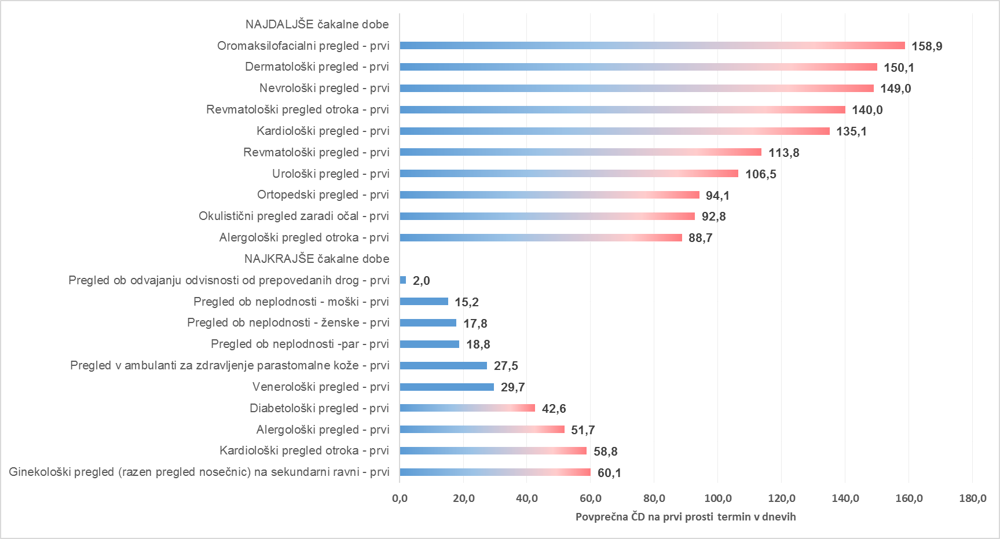 NAJDALJŠE čakalne dobe
Oromaksilofacialni pregled - prvi 158,9
Dermatološki pregled - prvi 150,1
Nevrološki pregled - prvi 149,0
Revmatološki pregled otroka - prvi 140,0
Kardiološki pregled - prvi 135,1
Revmatološki pregled - prvi 113,8
Urološki pregled - prvi 106,5
Ortopedski pregled - prvi 94,1
Okulistični pregled zaradi očal - prvi 92,8
Alergološki pregled otroka - prvi 88,7
NAJKRAJŠE čakalne dobe
Pregled ob odvajanju odvisnosti od prepovedanih drog - prvi 2,0
Pregled ob neplodnosti - moški - prvi 15,2
Pregled ob neplodnosti - ženske - prvi 17,8
Pregled ob neplodnosti -par - prvi 18,8
Pregled v ambulanti za zdravljenje parastomalne kože - prvi 27,5
Venerološki pregled - prvi 29,7
Diabetološki pregled - prvi 42,6
Alergološki pregled - prvi 51,7
Kardiološki pregled otroka - prvi 58,8
Ginekološki pregled (razen pregled nosečnic) na sekundarni ravni - prvi 60,1
0,0 20,0 40,0 60,0 80,0 100,0 120,0 140,0 160,0 180,0
Povprečna ČD na prvi prosti termin v dnevih